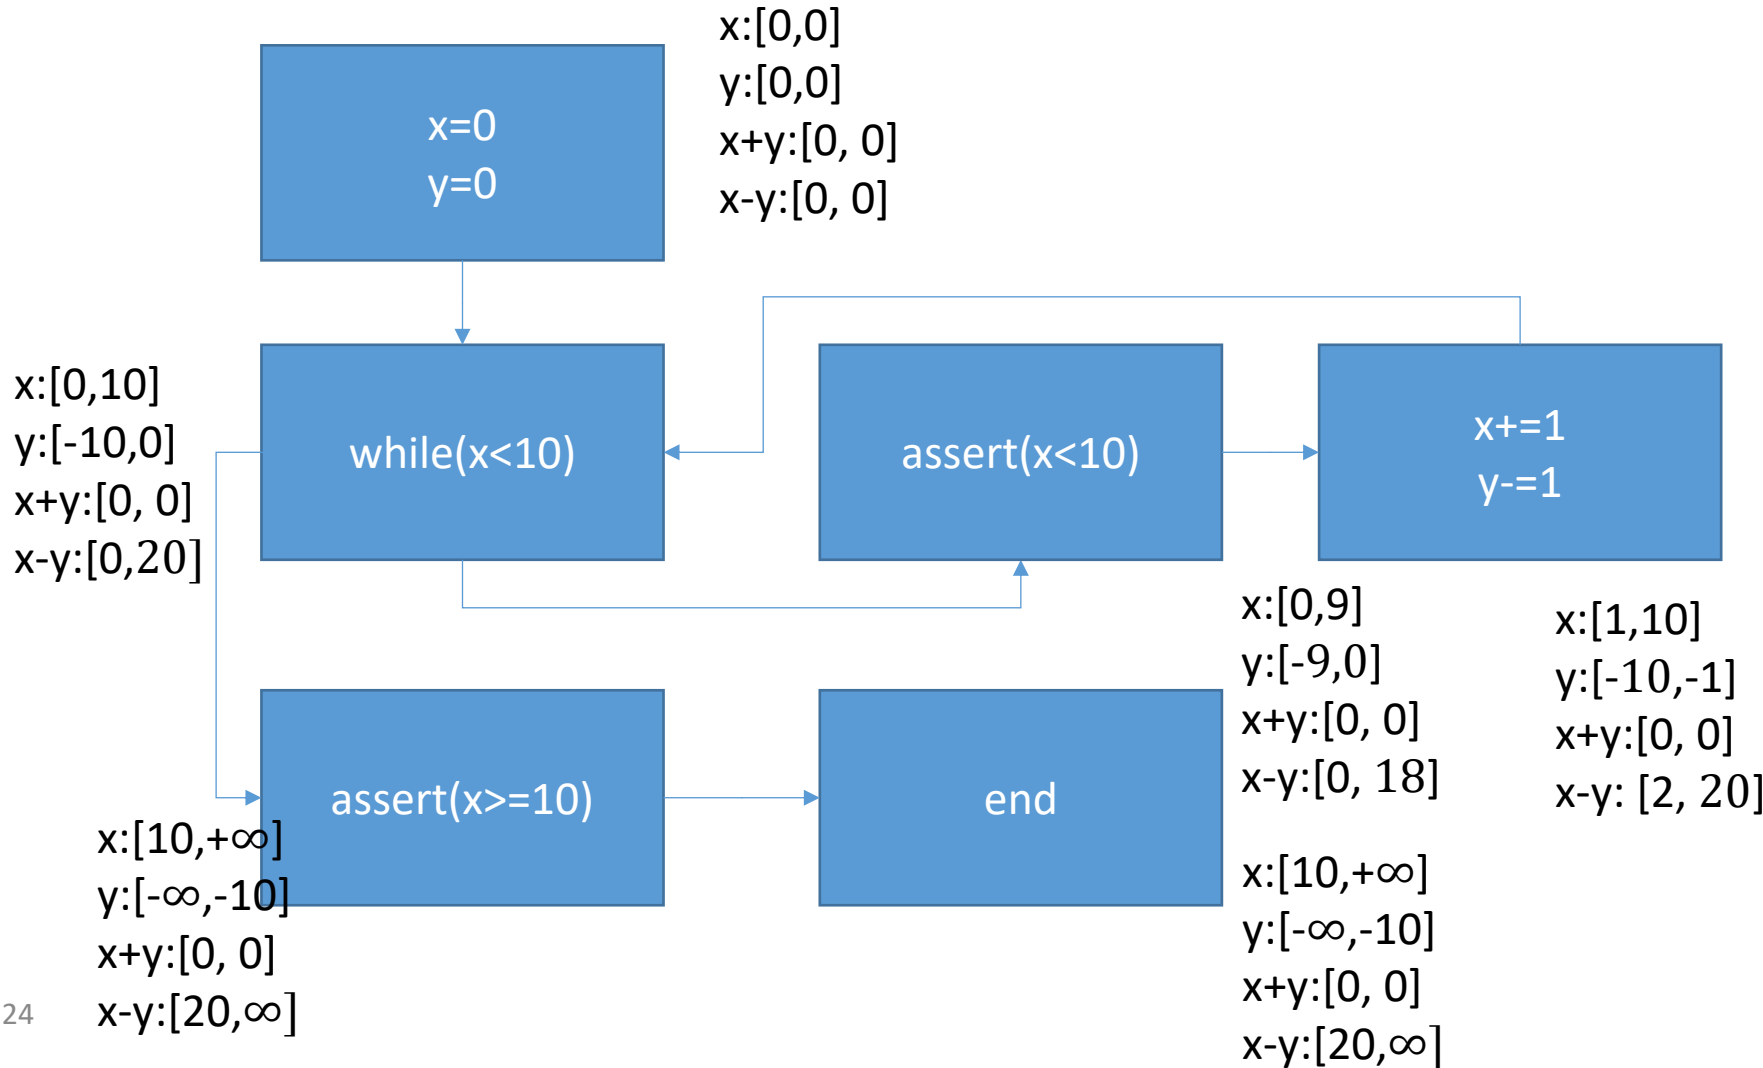 x:[0,0]
y:[0,0]
x+y:[0, 0]
x-y:[0, 0]
x=0
y=0
x:[0,10]
y:[-10,0]
x+y:[0, 0]
x-y:[0,20]
while(x<10)
assert(x<10)
x+=1
y-=1
x:[0,9]
y:[-9,0]
x+y:[0, 0]
x-y:[0, 18]
x:[1,10]
y:[-10,-1]
x+y:[0, 0]
x-y: [2, 20]
assert(x>=10)
end
x:[10,+∞]
y:[-∞,-10]
x+y:[0, 0]
x-y:[20,∞]
x:[10,+∞]
y:[-∞,-10]
x+y:[0, 0]
x-y:[20,∞]
24